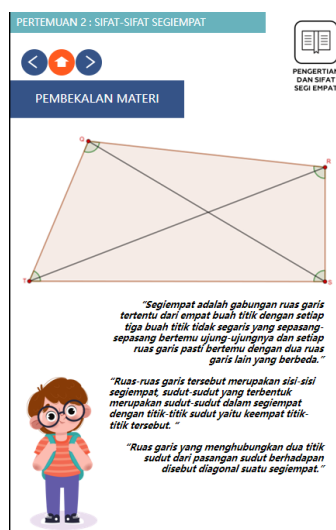 PERTEMUAN 2 : SIFAT-SIFAT SEGIEMPAT
PENGERTIAN
DAN SIFAT
SEGI EMPAT
PEMBEKALAN MATERI
Q
R
T
S
"Segiempat adalah gabungan ruas garis
tertentu dari empat buah titik dengan setiap
tiga buah titik tidak segaris yang sepasang-
sepasang bertemu ujung-ujungnya dan setiap
ruas garis pasti bertemu dengan dua ruas
garis lain yang berbeda."
"Ruas-ruas garis tersebut merupakan sisi-sisi
segiempat, sudut-sudut yang terbentuk
merupakan sudut-sudut dalam segiempat
dengan titik-titik sudut yaitu keempat titik-
titik tersebut. "
"Ruas garis yang menghubungkan dua titik
sudut dari pasangan sudut berhadapan
disebut diagonal suatu segiempat."